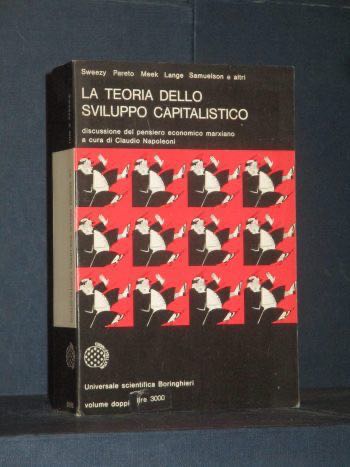 Sweezy Pareto Meek Lange Samuelson e altri
LA TEORIA DELLO
SVILUPPO CAPITALISTICO
discussione del pensiero economico marxiano
a cura di Claudio Napoleoni
Universale scientifica Boringhieri
volume doppi lire 3000